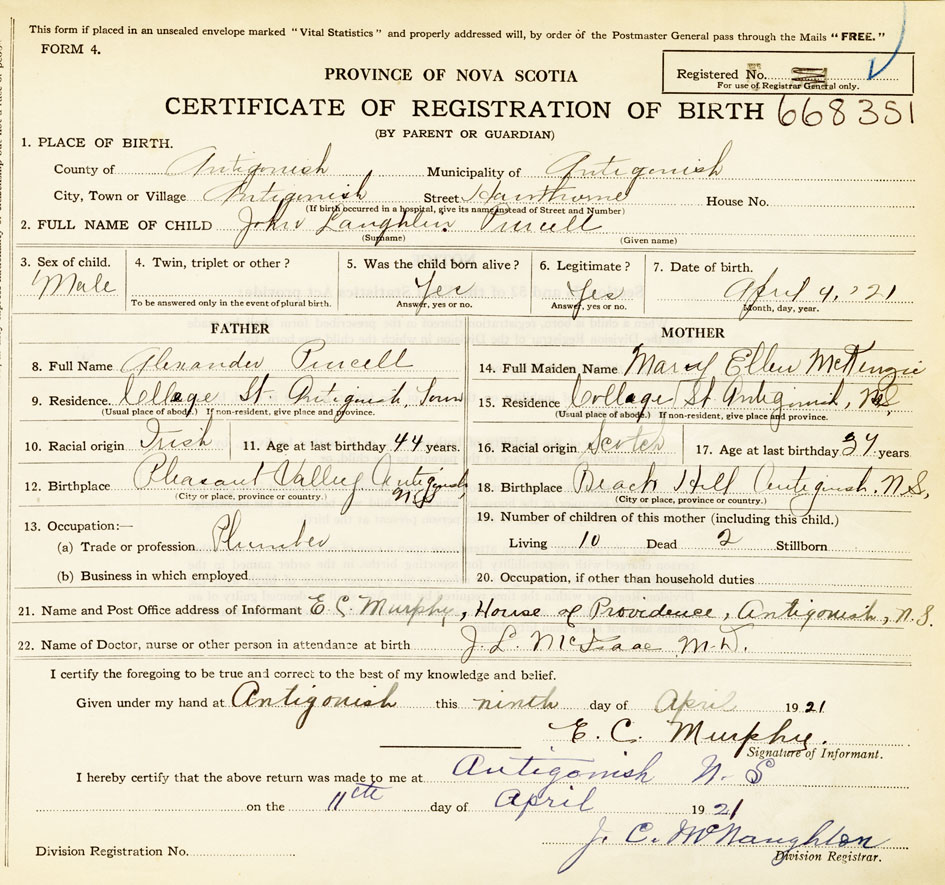 This form if placed in an unsealed envelope marked "Vital Statistics" and properly addressed will, by order of the Postmaster General pass through the Mails "FREE."
FORM 4.
PROVINCE OF NOVA SCOTIA
Registered No.
For use of Registrar General only.
CERTIFICATE OF REGISTRATION OF BIRTH 668351
(BY PARENT OR GUARDIAN)
1. PLACE OF BIRTH.
County of Antigonish Municipality of Antigonish
City, Town or Village Antigonish Street Hawthorne House No.
(If birth occurred in a hospital, give its name instead of Street and Number)
2. FULL NAME OF CHILD John Laughlin Purcell
(Surname) (Given name)
3. Sex of child. 4. Twin, triplet or other? 5. Was the child born alive? 6. Legitimate? 7. Date of birth.
Male Yes Yes April 4, '21
To be answered only in the event of plural birth. Answer, yes or no. Answer, yes or no. Month, day, year.
FATHER MOTHER
8. Full Name Alexander Purcell 14. Full Maiden Name Mary Ellen McKenzie
9. Residence. College St. Antigonish, Town 15. Residence College St Antigonish, N.S.
(Usual place of abode.) If non-resident, give place and province. (Usual place of abode.) If non-resident, give place and province.
10. Racial origin Irish 11. Age at last birthday 44 years. 16. Racial origin Scotch 17. Age at last birthday 37 years
12. Birthplace Pleasant Valley Antigonish N.S. 18. Birthplace Beach Hill Antigonish. N.S.
(City or place, province or country.) (City or place, province or country.)
13. Occupation:— 19. Number of children of this mother (including this child.)
(a) Trade or profession Plumber Living 10 Dead 2 Stillborn
(b) Business in which employed 20. Occupation, if other than household duties
21. Name and Post Office address of Informant E. C. Murphy, House of Providence, Antigonish, N.S.
22. Name of Doctor, nurse or other person in attendance at birth J. L. McIsaac M.D.
I certify the foregoing to be true and correct to the best of my knowledge and belief.
Given under my hand at Antigonish this ninth day of April 1921
E. C. Murphy.
Signature of Informant.
I hereby certify that the above return was made to me at Antigonish N.S
on the 11th day of April 1921
J. C. McNaughton
Division Registration No. Division Registrar.